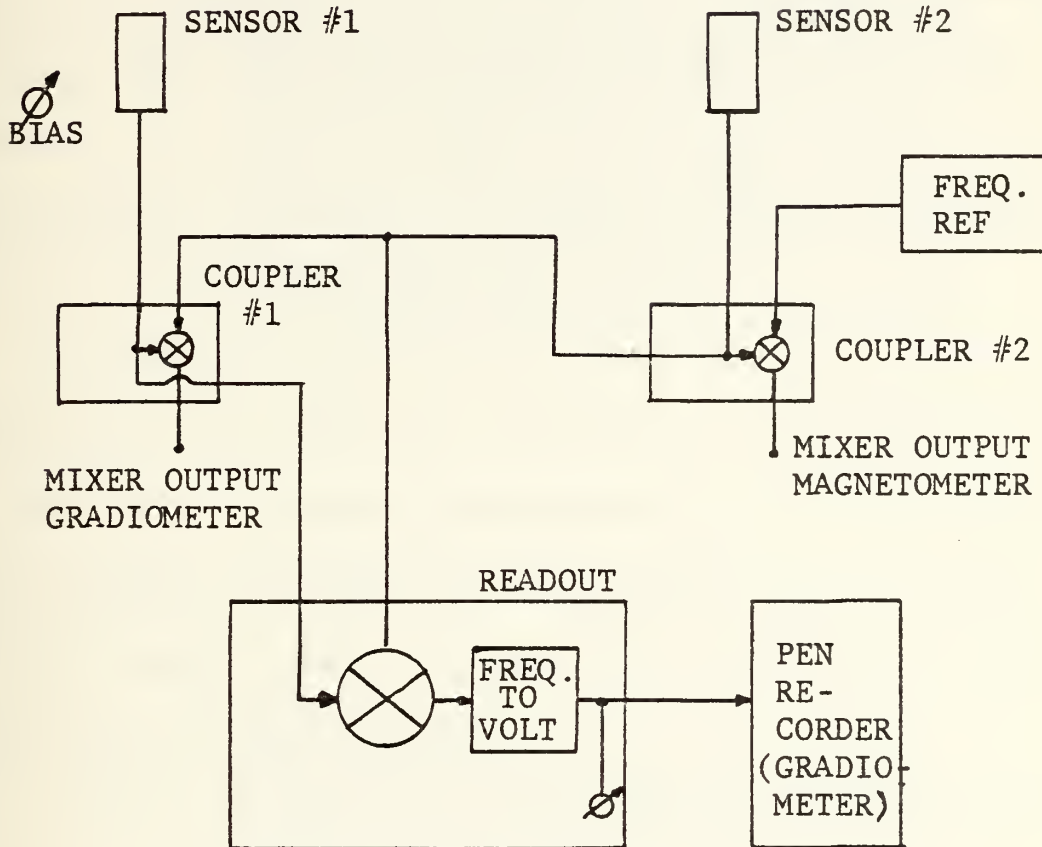 SENSOR #1
SENSOR #2
BIAS
FREQ.
REF
COUPLER
#1
COUPLER #2
MIXER OUTPUT
GRADIOMETER
MIXER OUTPUT
MAGNETOMETER
READOUT
FREQ.
TO
VOLT
PEN
RE-
CORDER
(GRADIO-
METER)